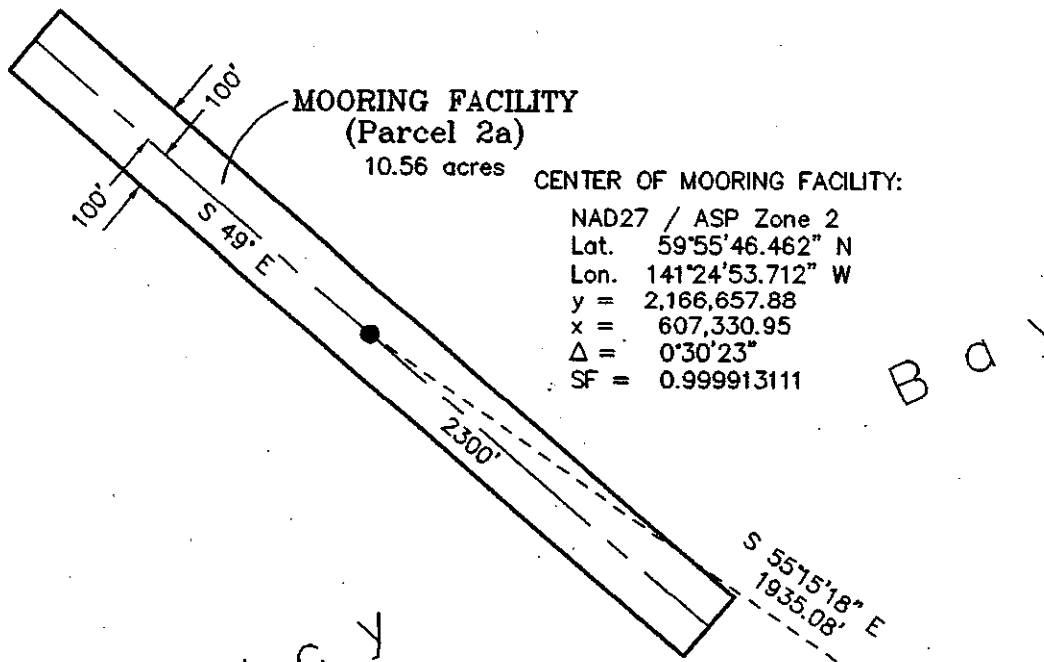 100'
100'
MOORING FACILITY
(Parcel 2a)
10.56 acres
S 49° E
2300'
CENTER OF MOORING FACILITY:
NAD27 / ASP Zone 2
Lat. 59°55'46.462" N
Lon. 141°24'53.712" W
y = 2,166,657.88
x = 607,330.95
Δ = 0°30'23"
SF = 0.999913111
S 55°15'18" E
1935.08'